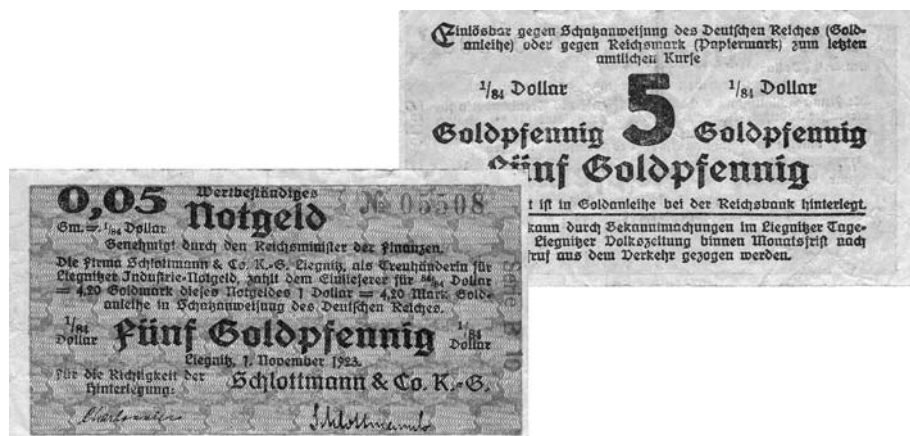 Einlösbar gegen Schatzanweisung des Deutschen Reiches (Gold-
anleihe) oder gegen Reichsmark (Papiermark) zum letzten
amtlichen Kurse
1/84 Dollar 5 1/84 Dollar
Goldpfennig Goldpfennig
Fünf Goldpfennig
t ist in Goldanleihe bei der Reichsbank hinterlegt.
kann durch Bekanntmachungen im Liegnitzer Tage-
Liegnitzer Volkszeitung binnen Monatsfrist nach
fruf aus dem Verkehr gezogen werden.
0,05 Wertbeständiges № 05508
Gm. = 1/84 Dollar Notgeld
Genehmigt durch den Reichsminister der Finanzen.
Die Firma Schlottmann & Co. K.-G. Liegnitz, als Treuhänderin für
Liegnitzer Industrie-Notgeld, zahlt dem Einlieferer für 84/84 Dollar
= 4,20 Goldmark dieses Notgeldes 1 Dollar = 4,20 Mark Gold-
anleihe in Schatzanweisung des Deutschen Reiches.
1/84 Dollar Fünf Goldpfennig 1/84 Dollar
Liegnitz, 1. November 1923.
Für die Richtigkeit der Hinterlegung: Schlottmann & Co. K.-G.
Schlottmann